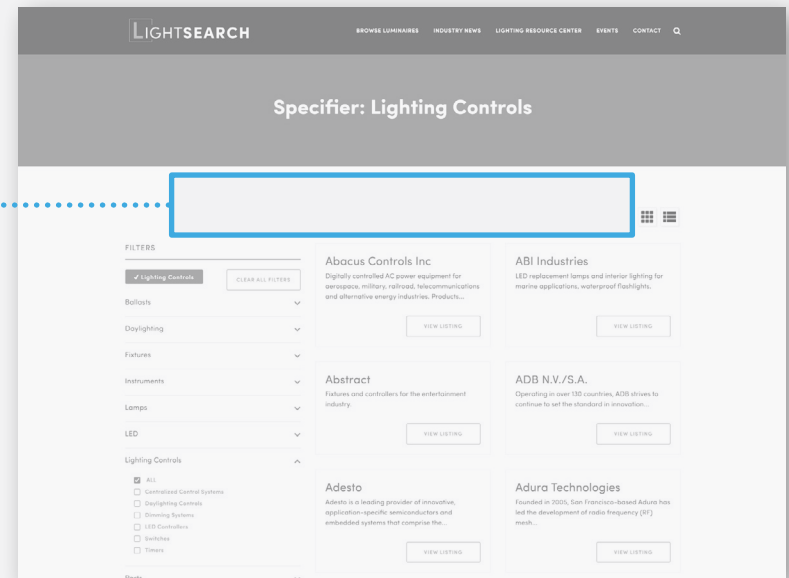 LIGHTSEARCH
BROWSE LUMINAIRES INDUSTRY NEWS LIGHTING RESOURCE CENTER EVENTS CONTACT
Specifier: Lighting Controls
FILTERS
✓ Lighting Controls
CLEAR ALL FILTERS
Ballasts
Daylighting
Fixtures
Instruments
Lamps
LED
Lighting Controls
ALL
Centralized Control Systems
Daylighting Controls
Dimming Systems
LED Controllers
Switches
Timers
Abacus Controls Inc
Digitally controlled AC power equipment for
aerospace, military, railroad, telecommunications
and alternative energy industries. Products...
VIEW LISTING
ABI Industries
LED replacement lamps and interior lighting for
marine applications, waterproof flashlights.
VIEW LISTING
Abstract
Fixtures and controllers for the entertainment
industry.
VIEW LISTING
ADB N.V./S.A.
Operating in over 130 countries, ADB strives to
continue to set the standard in innovation...
VIEW LISTING
Adesto
Adesto is a leading provider of innovative,
application-specific semiconductors and
embedded systems that comprise the...
VIEW LISTING
Adura Technologies
Founded in 2005, San Francisco-based Adura has
led the development of radio frequency (RF)
mesh...
VIEW LISTING